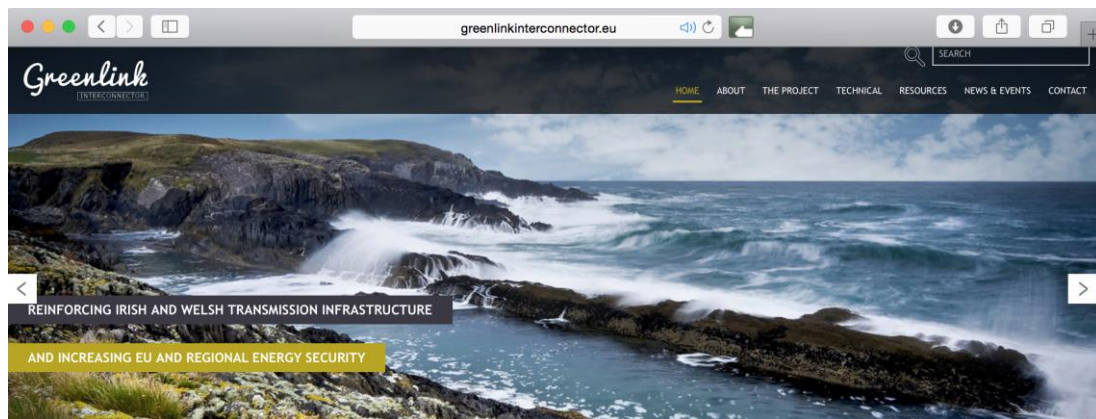 greenlinkinterconnector.eu
SEARCH
Greenlink
INTERCONNECTOR
HOME ABOUT THE PROJECT TECHNICAL RESOURCES NEWS & EVENTS CONTACT
REINFORCING IRISH AND WELSH TRANSMISSION INFRASTRUCTURE
AND INCREASING EU AND REGIONAL ENERGY SECURITY